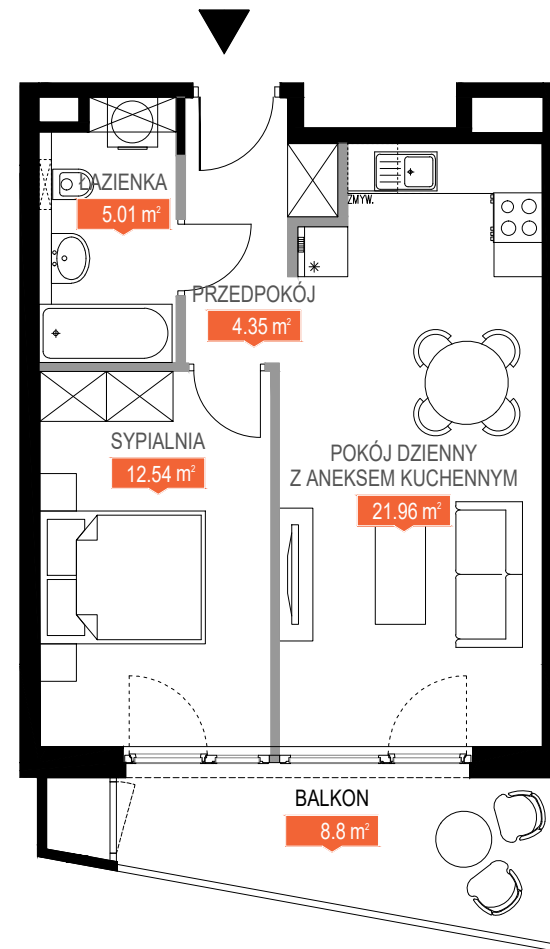 ZMYW.
ŁAZIENKA
5.01 m²
PRZEDPOKÓJ
4.35 m²
SYPIALNIA
12.54 m²
POKÓJ DZIENNY
Z ANEKSEM KUCHENNYM
21.96 m²
BALKON
8.8 m²